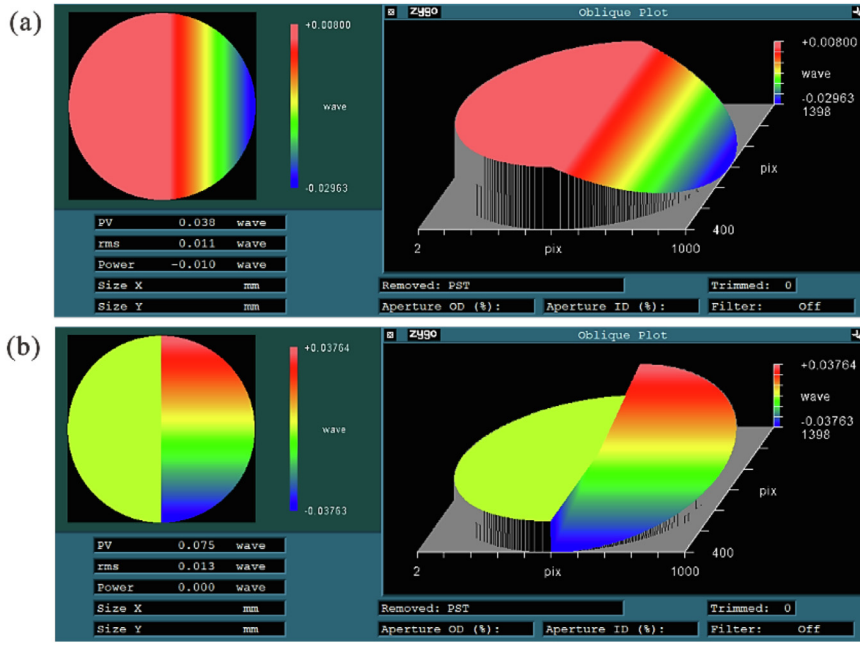 (a)
+0.00800
wave
-0.02963
PV 0.038 wave
rms 0.011 wave
Power -0.010 wave
Size X mm
Size Y mm
zygo Oblique Plot
+0.00800
wave
-0.02963
1398
pix
400
2 pix 1000
Removed: PST Trimmed: 0
Aperture OD (%): Aperture ID (%): Filter: Off
(b)
+0.03764
wave
-0.03763
PV 0.075 wave
rms 0.013 wave
Power 0.000 wave
Size X mm
Size Y mm
zygo Oblique Plot
+0.03764
wave
-0.03763
1398
pix
400
2 pix 1000
Removed: PST Trimmed: 0
Aperture OD (%): Aperture ID (%): Filter: Off